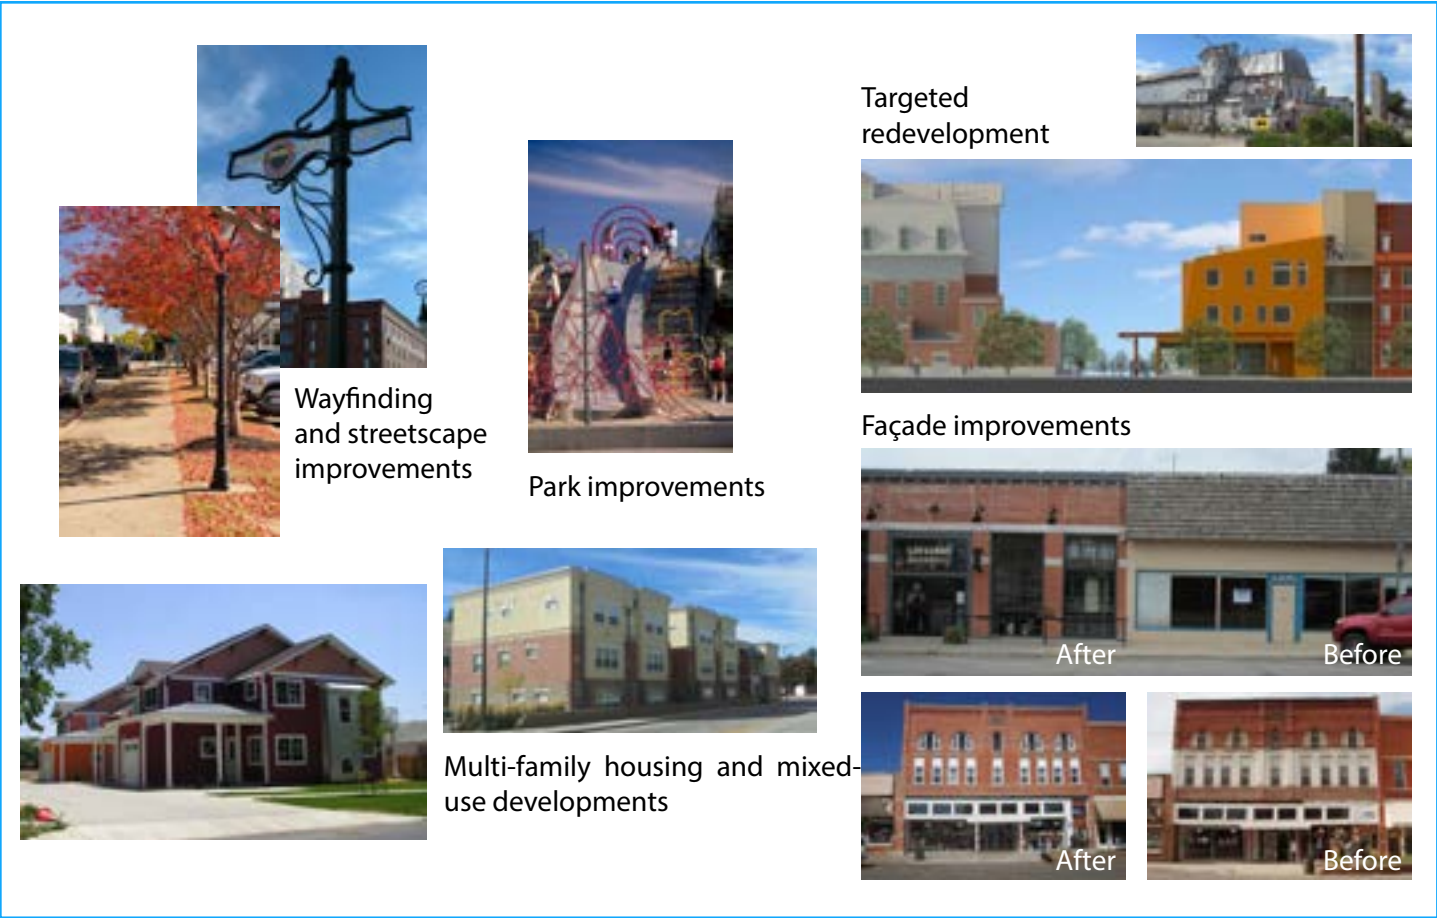 Wayfinding
and streetscape
improvements
Park improvements
Multi-family housing and mixed-
use developments
Targeted
redevelopment
Façade improvements
After
Before
After
Before